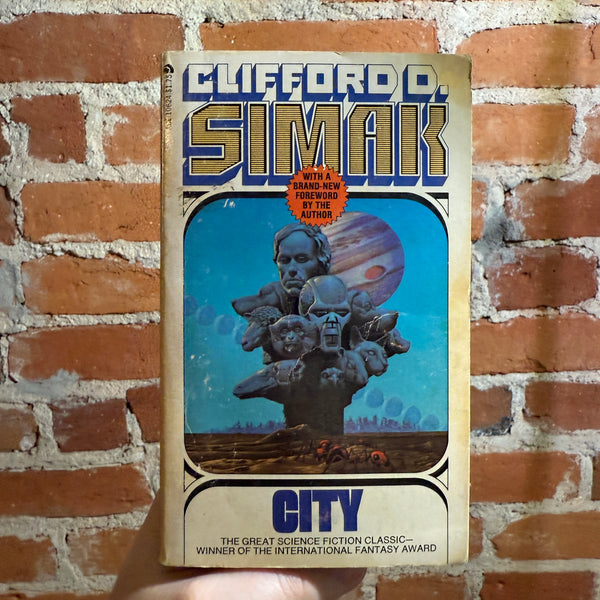 CLIFFORD D.
SIMAK
WITH A
BRAND-NEW
FOREWORD
BY THE
AUTHOR
CITY
THE GREAT SCIENCE FICTION CLASSIC—
WINNER OF THE INTERNATIONAL FANTASY AWARD